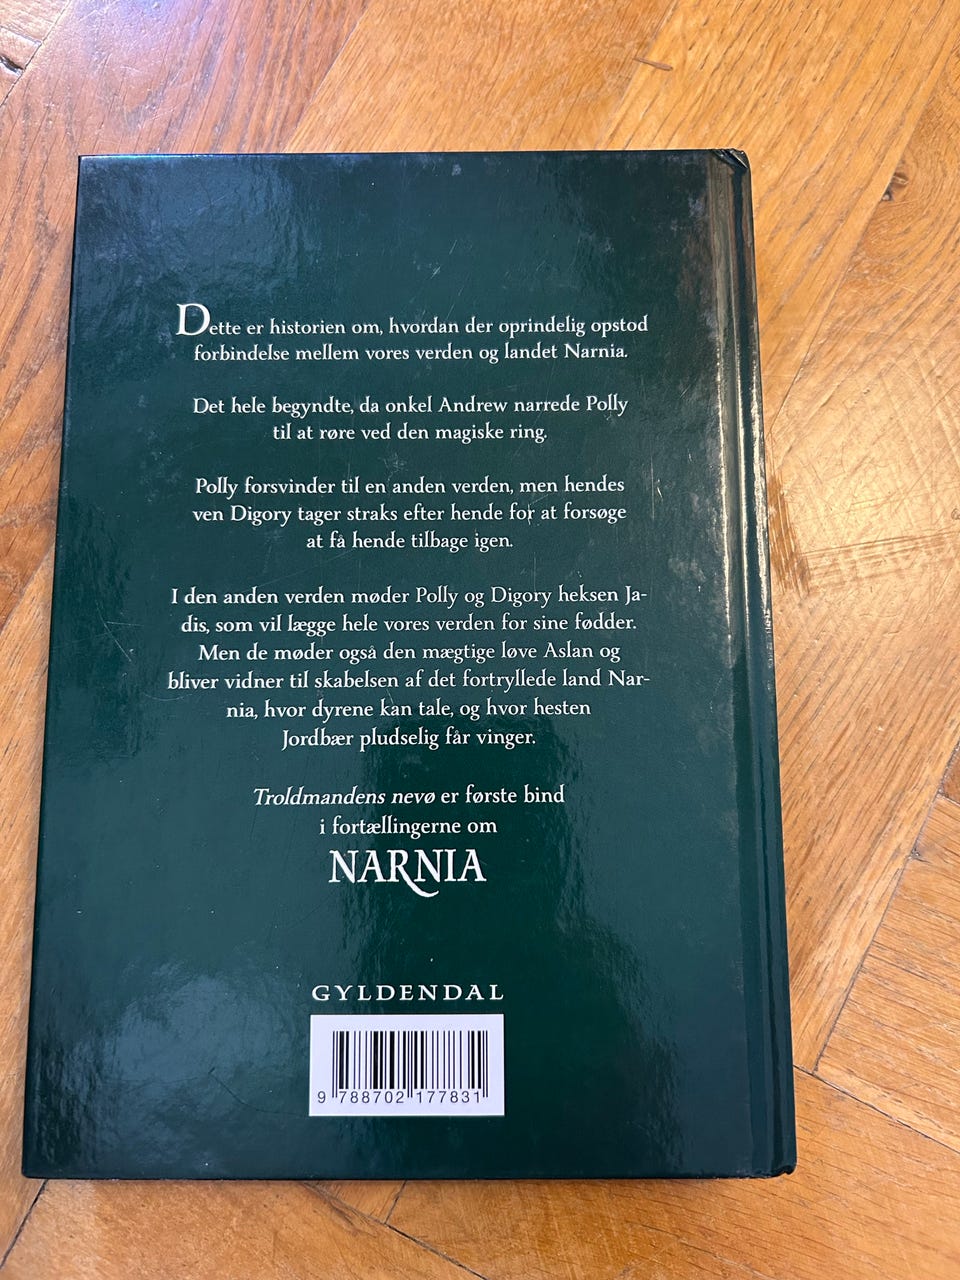 Dette er historien om, hvordan der oprindelig opstod
forbindelse mellem vores verden og landet Narnia.
Det hele begyndte, da onkel Andrew narrede Polly
til at røre ved den magiske ring.
Polly forsvinder til en anden verden, men hendes
ven Digory tager straks efter hende for at forsøge
at få hende tilbage igen.
I den anden verden møder Polly og Digory heksen Ja-
dis, som vil lægge hele vores verden for sine fødder.
Men de møder også den mægtige løve Aslan og
bliver vidner til skabelsen af det fortryllede land Nar-
nia, hvor dyrene kan tale, og hvor hesten
Jordbær pludselig får vinger.
Troldmandens nevø er første bind
i fortællingerne om
NARNIA
GYLDENDAL
9 788702 177831